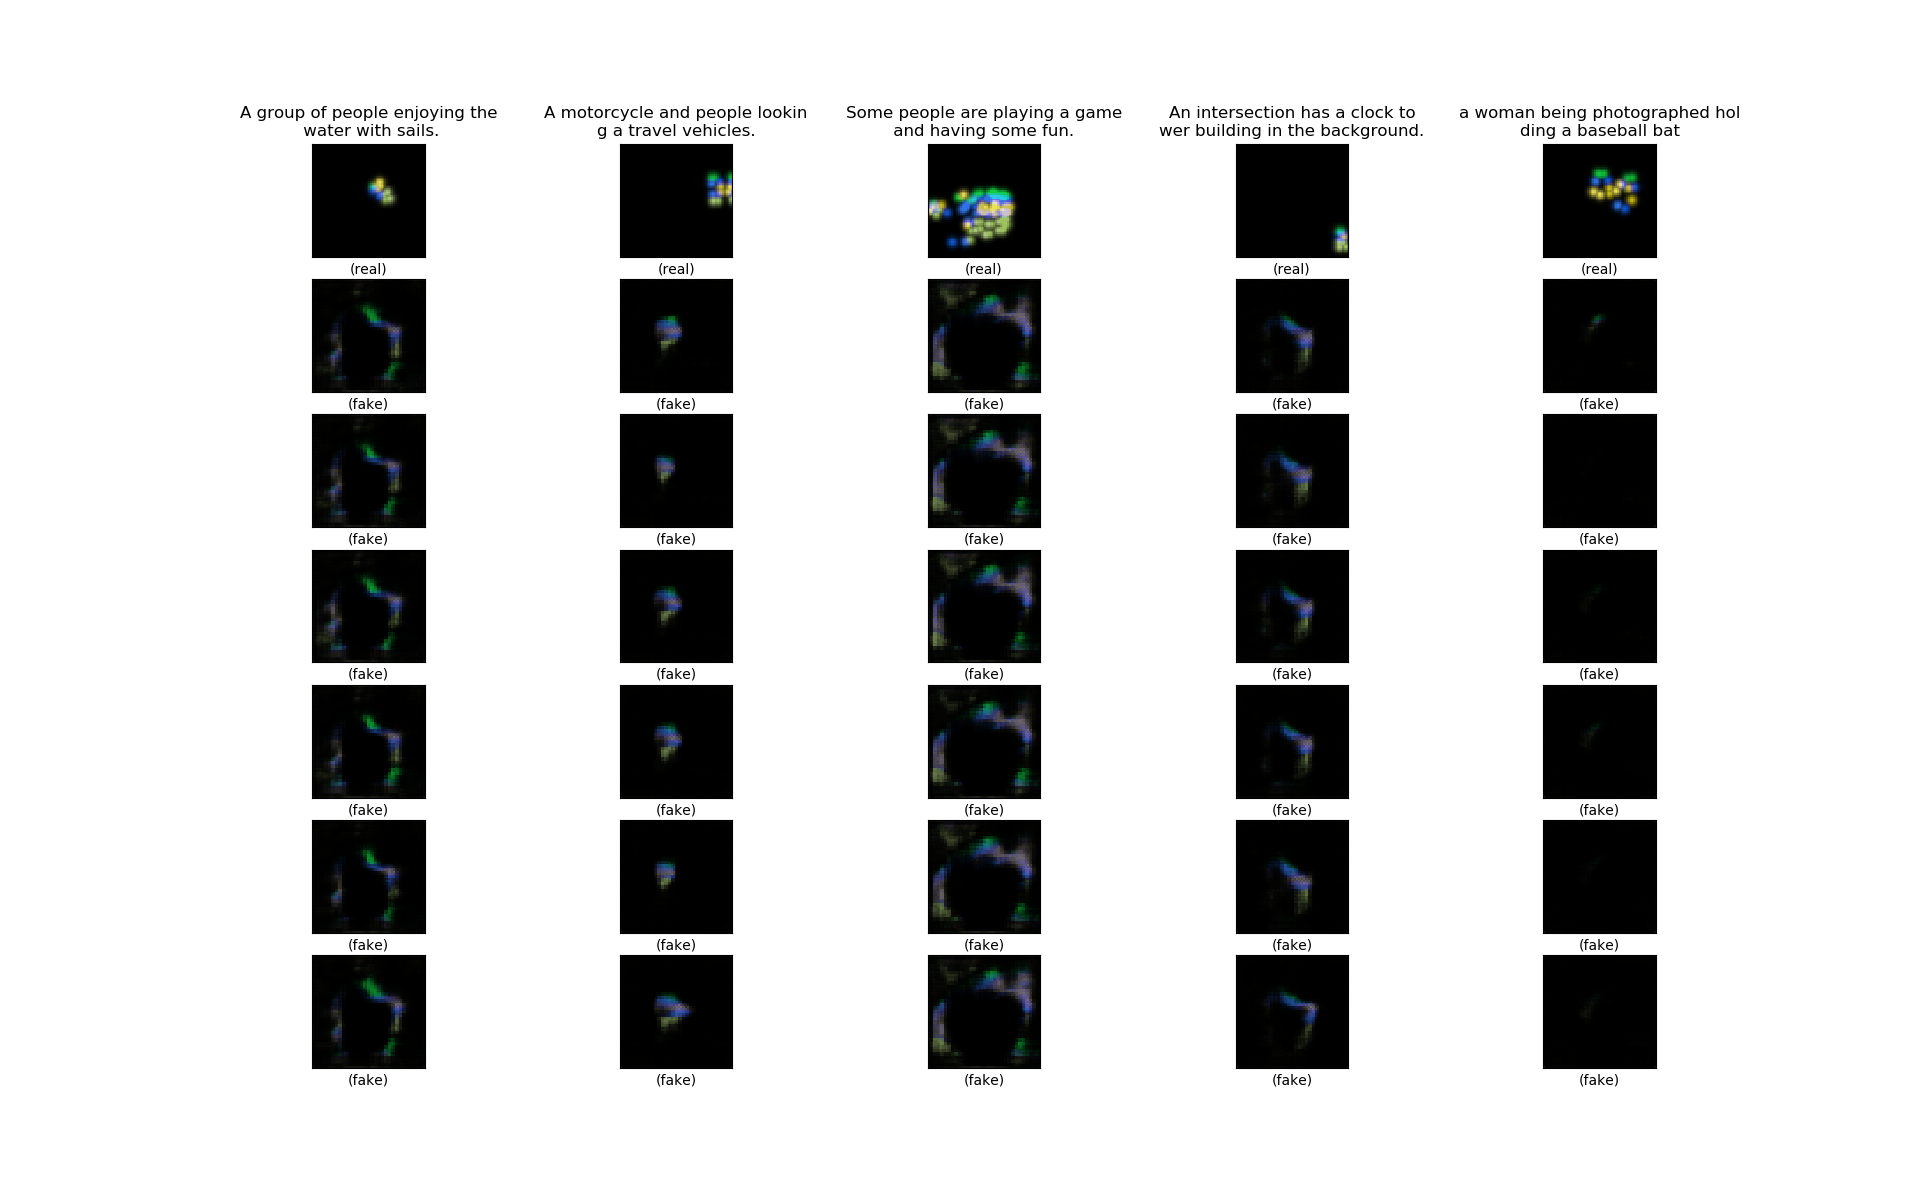 A group of people enjoying the
water with sails.
A motorcycle and people lookin
g a travel vehicles.
Some people are playing a game
and having some fun.
An intersection has a clock to
wer building in the background.
a woman being photographed hol
ding a baseball bat
(real) (real) (real) (real) (real)
(fake) (fake) (fake) (fake) (fake)
(fake) (fake) (fake) (fake) (fake)
(fake) (fake) (fake) (fake) (fake)
(fake) (fake) (fake) (fake) (fake)
(fake) (fake) (fake) (fake) (fake)
(fake) (fake) (fake) (fake) (fake)